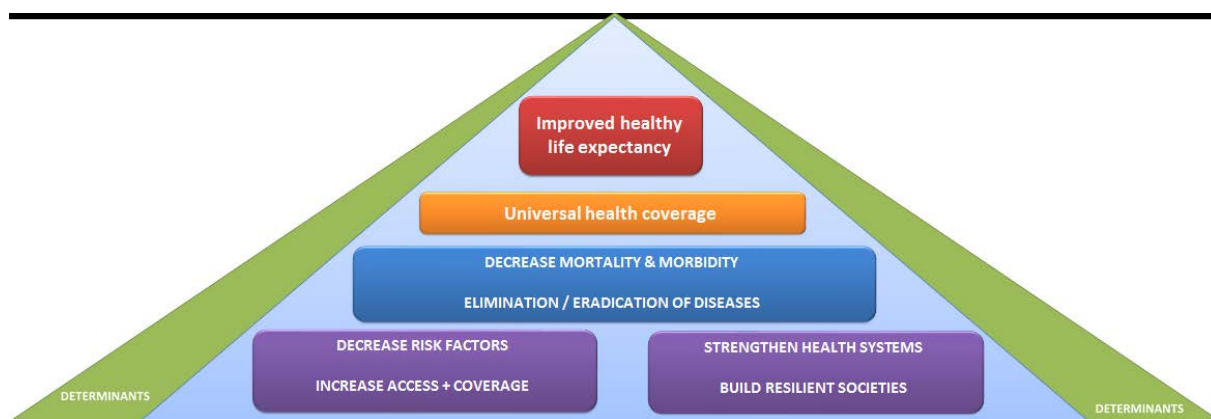 Improved healthy
life expectancy
Universal health coverage
DECREASE MORTALITY & MORBIDITY
ELIMINATION / ERADICATION OF DISEASES
DECREASE RISK FACTORS
INCREASE ACCESS + COVERAGE
STRENGTHEN HEALTH SYSTEMS
BUILD RESILIENT SOCIETIES
DETERMINANTS
DETERMINANTS